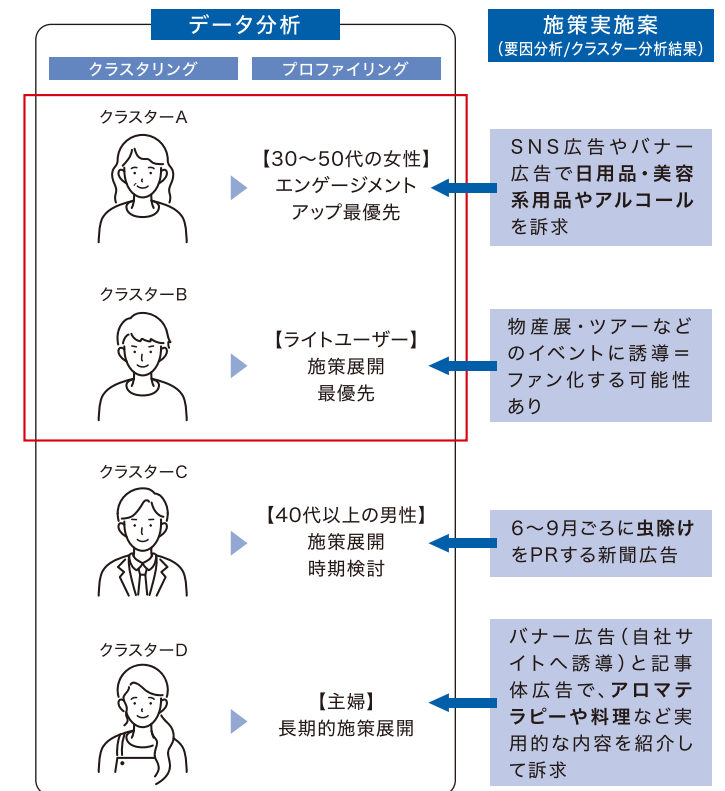 データ分析
施策実施案
（要因分析/クラスター分析結果）
クラスタリング
プロファイリング
クラスターA
【30～50代の女性】
エンゲージメント
アップ最優先
SNS広告やバナー
広告で日用品・美容
系用品やアルコール
を訴求
クラスターB
【ライトユーザー】
施策展開
最優先
物産展・ツアーなど
のイベントに誘導＝
ファン化する可能性
あり
クラスターC
【40代以上の男性】
施策展開
時期検討
6～9月ごろに虫除け
をPRする新聞広告
クラスターD
【主婦】
長期的施策展開
バナー広告（自社サ
イトへ誘導）と記事
体広告で、アロマテ
ラピーや料理など実
用的な内容を紹介し
て訴求